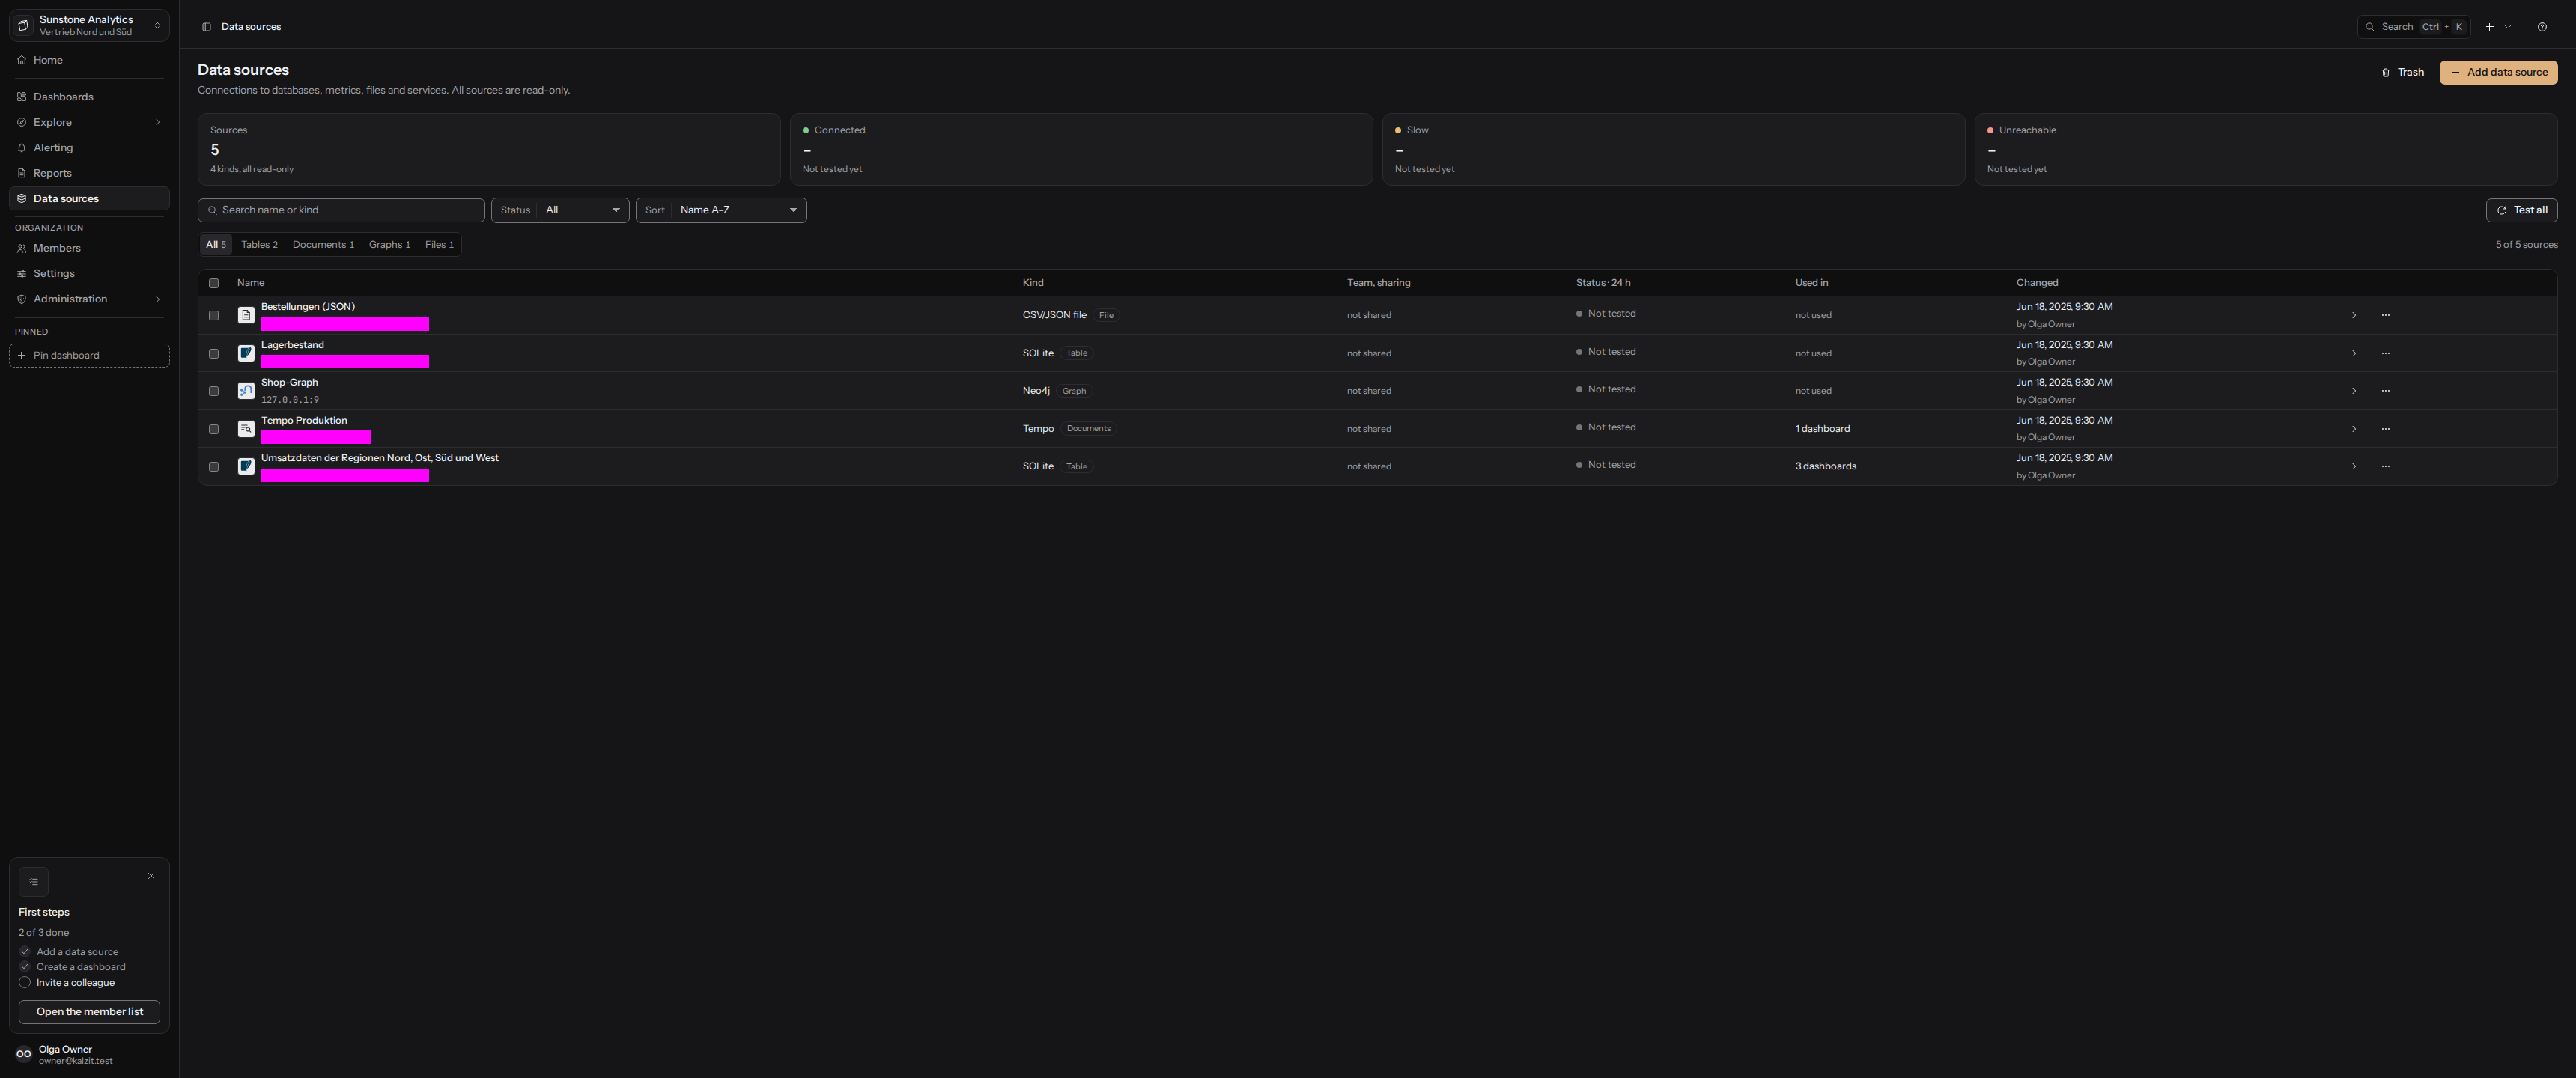 Sunstone Analytics
Vertrieb Nord und Süd
Home
Dashboards
Explore
Alerting
Reports
Data sources
ORGANIZATION
Members
Settings
Administration
PINNED
Pin dashboard
First steps
2 of 3 done
Add a data source
Create a dashboard
Invite a colleague
Open the member list
OO
Olga Owner
owner@kalzit.test
Data sources
Search Ctrl + K
Data sources
Connections to databases, metrics, files and services. All sources are read-only.
Trash
Add data source
Sources
5
4 kinds, all read-only
Connected
–
Not tested yet
Slow
–
Not tested yet
Unreachable
–
Not tested yet
Search name or kind
Status All
Sort Name A–Z
Test all
All 5 Tables 2 Documents 1 Graphs 1 Files 1
5 of 5 sources
Name Kind Team, sharing Status · 24 h Used in Changed
Bestellungen (JSON)
CSV/JSON file File not shared Not tested not used Jun 18, 2025, 9:30 AM
by Olga Owner
Lagerbestand
SQLite Table not shared Not tested not used Jun 18, 2025, 9:30 AM
by Olga Owner
Shop-Graph
127.0.0.1:9
Neo4j Graph not shared Not tested not used Jun 18, 2025, 9:30 AM
by Olga Owner
Tempo Produktion
Tempo Documents not shared Not tested 1 dashboard Jun 18, 2025, 9:30 AM
by Olga Owner
Umsatzdaten der Regionen Nord, Ost, Süd und West
SQLite Table not shared Not tested 3 dashboards Jun 18, 2025, 9:30 AM
by Olga Owner